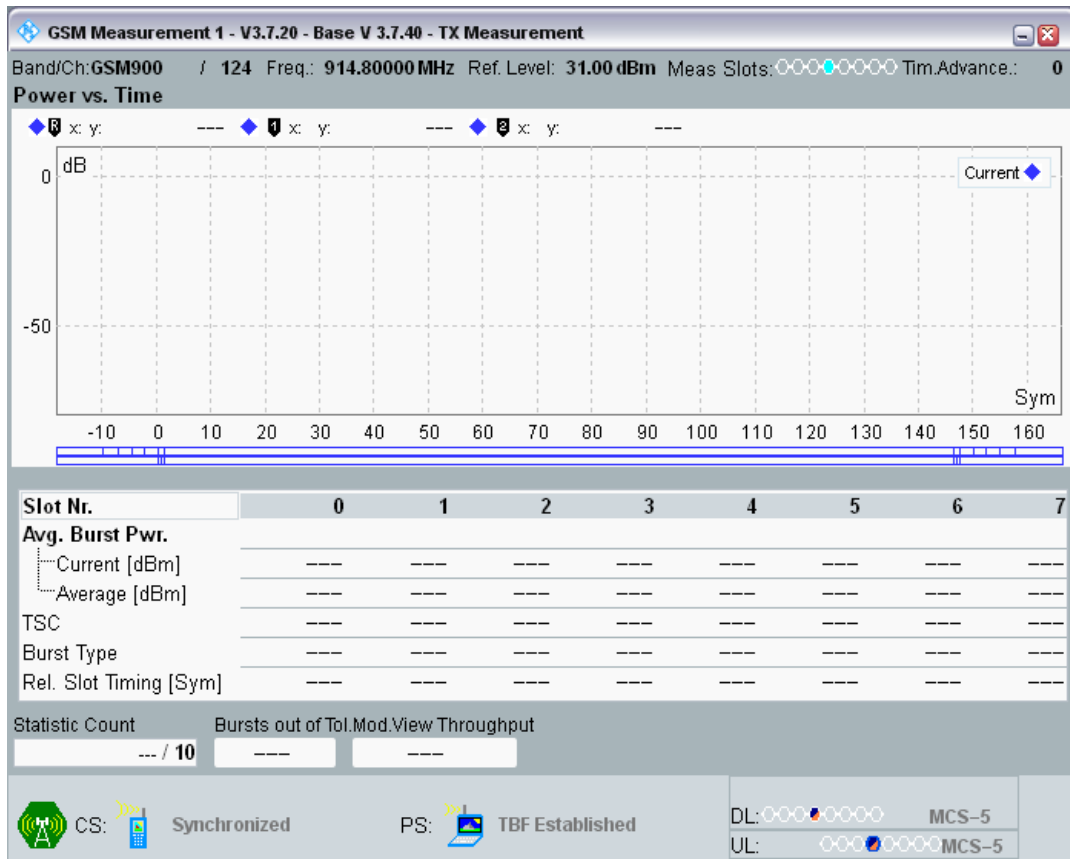 GSM Measurement 1 - V3.7.20 - Base V 3.7.40 - TX Measurement
Band/Ch:GSM900 / 124 Freq.: 914.80000 MHz Ref. Level: 31.00 dBm Meas Slots: Tim.Advance.: 0
Power vs. Time
R x: y: --- 1 x: y: --- 2 x: y: ---
dB
0
Current
-50
Sym
-10 0 10 20 30 40 50 60 70 80 90 100 110 120 130 140 150 160
Slot Nr. 0 1 2 3 4 5 6 7
Avg. Burst Pwr.
Current [dBm] --- --- --- --- --- --- --- ---
Average [dBm] --- --- --- --- --- --- --- ---
TSC --- --- --- --- --- --- --- ---
Burst Type --- --- --- --- --- --- --- ---
Rel. Slot Timing [Sym] --- --- --- --- --- --- --- ---
Statistic Count Bursts out of Tol.Mod.View Throughput
--- / 10 --- ---
CS: Synchronized PS: TBF Established DL: MCS-5
UL: MCS-5